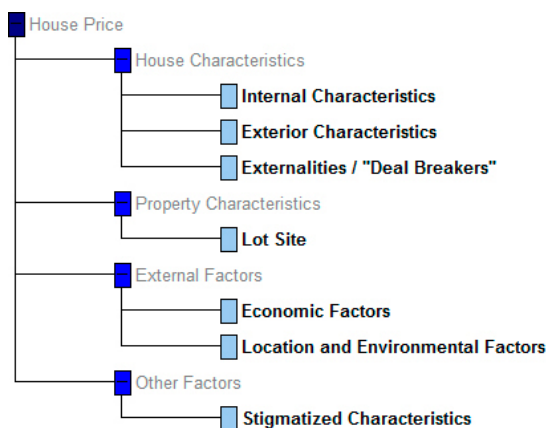 House Price
House Characteristics
Internal Characteristics
Exterior Characteristics
Externalities / "Deal Breakers"
Property Characteristics
Lot Site
External Factors
Economic Factors
Location and Environmental Factors
Other Factors
Stigmatized Characteristics